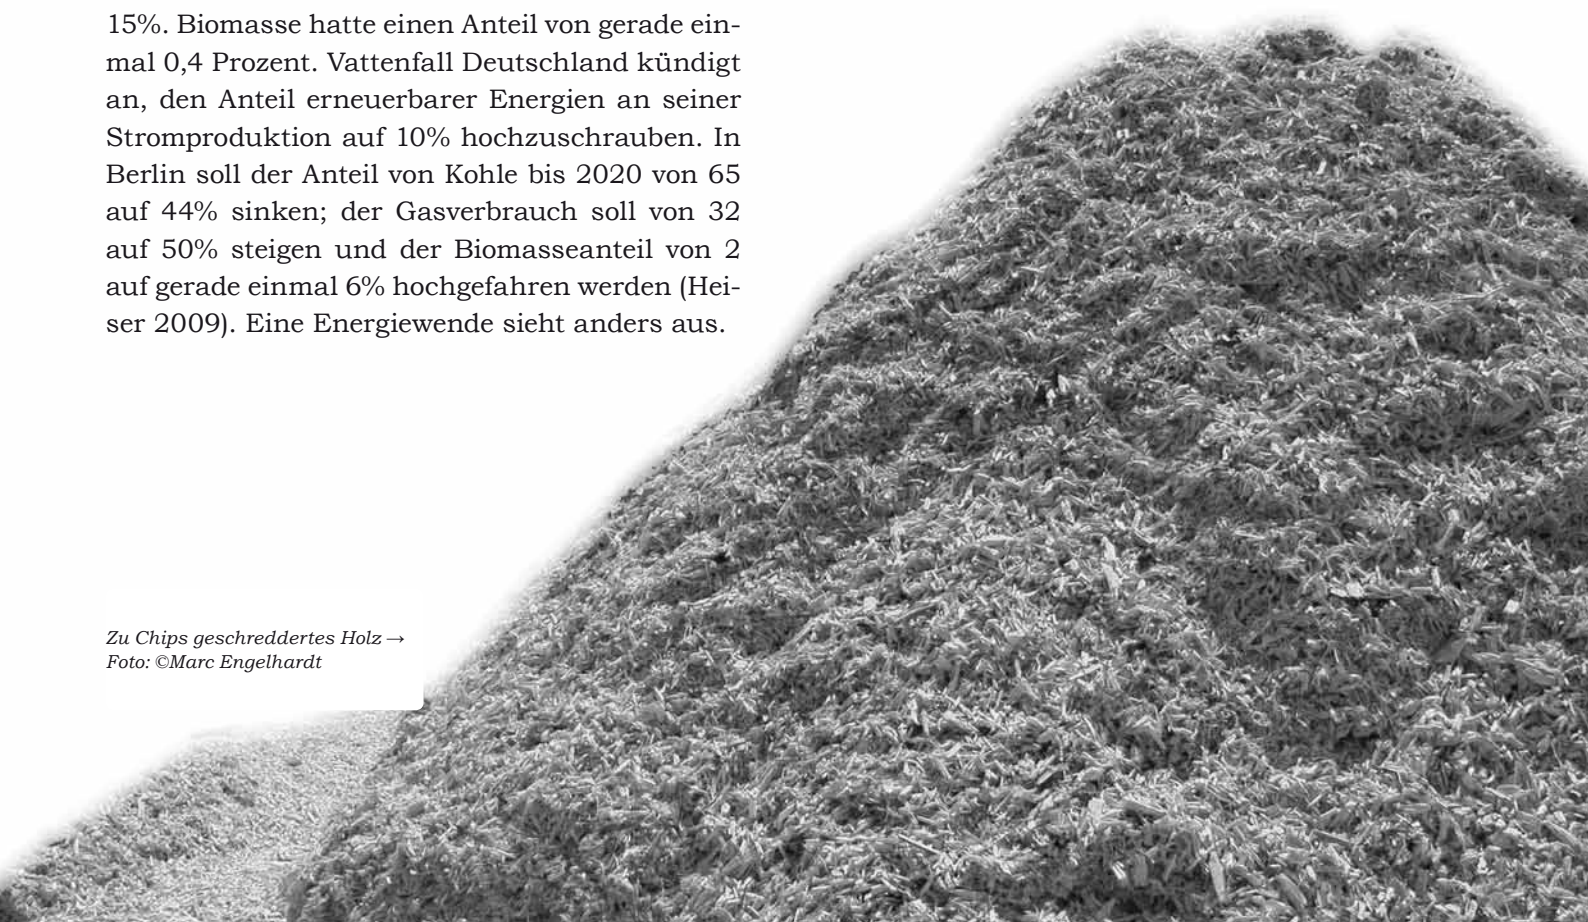 15%. Biomasse hatte einen Anteil von gerade ein-
mal 0,4 Prozent. Vattenfall Deutschland kündigt
an, den Anteil erneuerbarer Energien an seiner
Stromproduktion auf 10% hochzuschrauben. In
Berlin soll der Anteil von Kohle bis 2020 von 65
auf 44% sinken; der Gasverbrauch soll von 32
auf 50% steigen und der Biomasseanteil von 2
auf gerade einmal 6% hochgefahren werden (Hei-
ser 2009). Eine Energiewende sieht anders aus.
Zu Chips geschreddertes Holz →
Foto: ©Marc Engelhardt